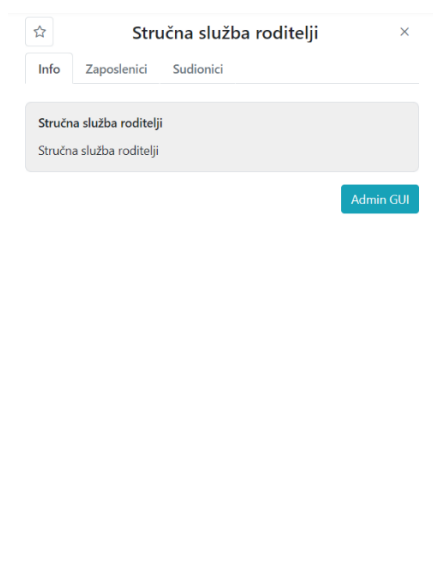 Stručna služba roditelji
Info Zaposlenici Sudionici
Stručna služba roditelji
Stručna služba roditelji
Admin GUI